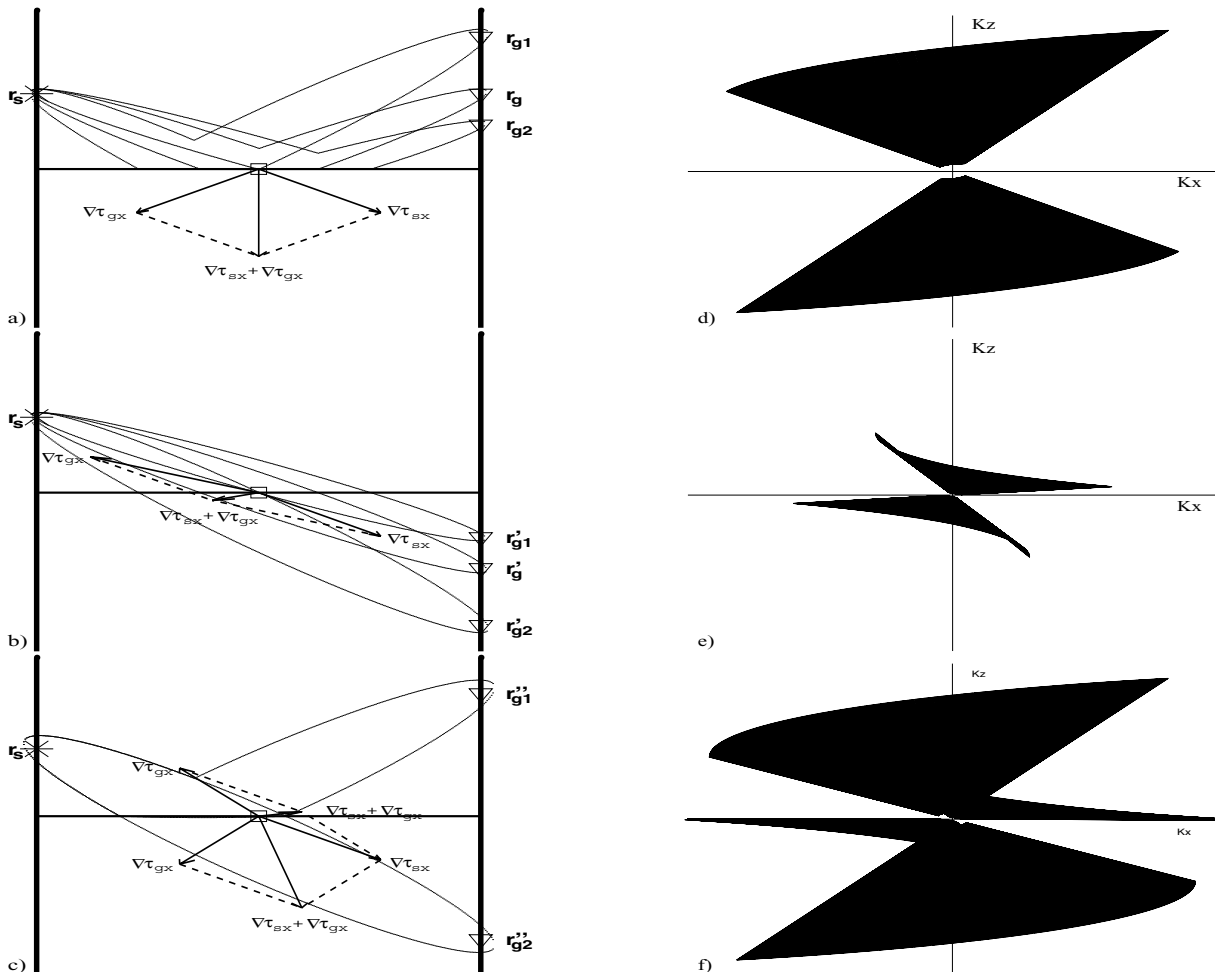 r_g1
r_s
r_g
r_g2
∇τ_gx
∇τ_sx
∇τ_sx + ∇τ_gx
a)
Kz
Kx
d)
r_s
∇τ_gx
∇τ_sx + ∇τ_gx
∇τ_sx
r'_g1
r'_g
r'_g2
b)
Kz
Kx
e)
r''_g1
r_s
∇τ_gx
∇τ_sx + ∇τ_gx
∇τ_gx
∇τ_sx
∇τ_sx + ∇τ_gx
r''_g2
c)
Kz
Kx
f)